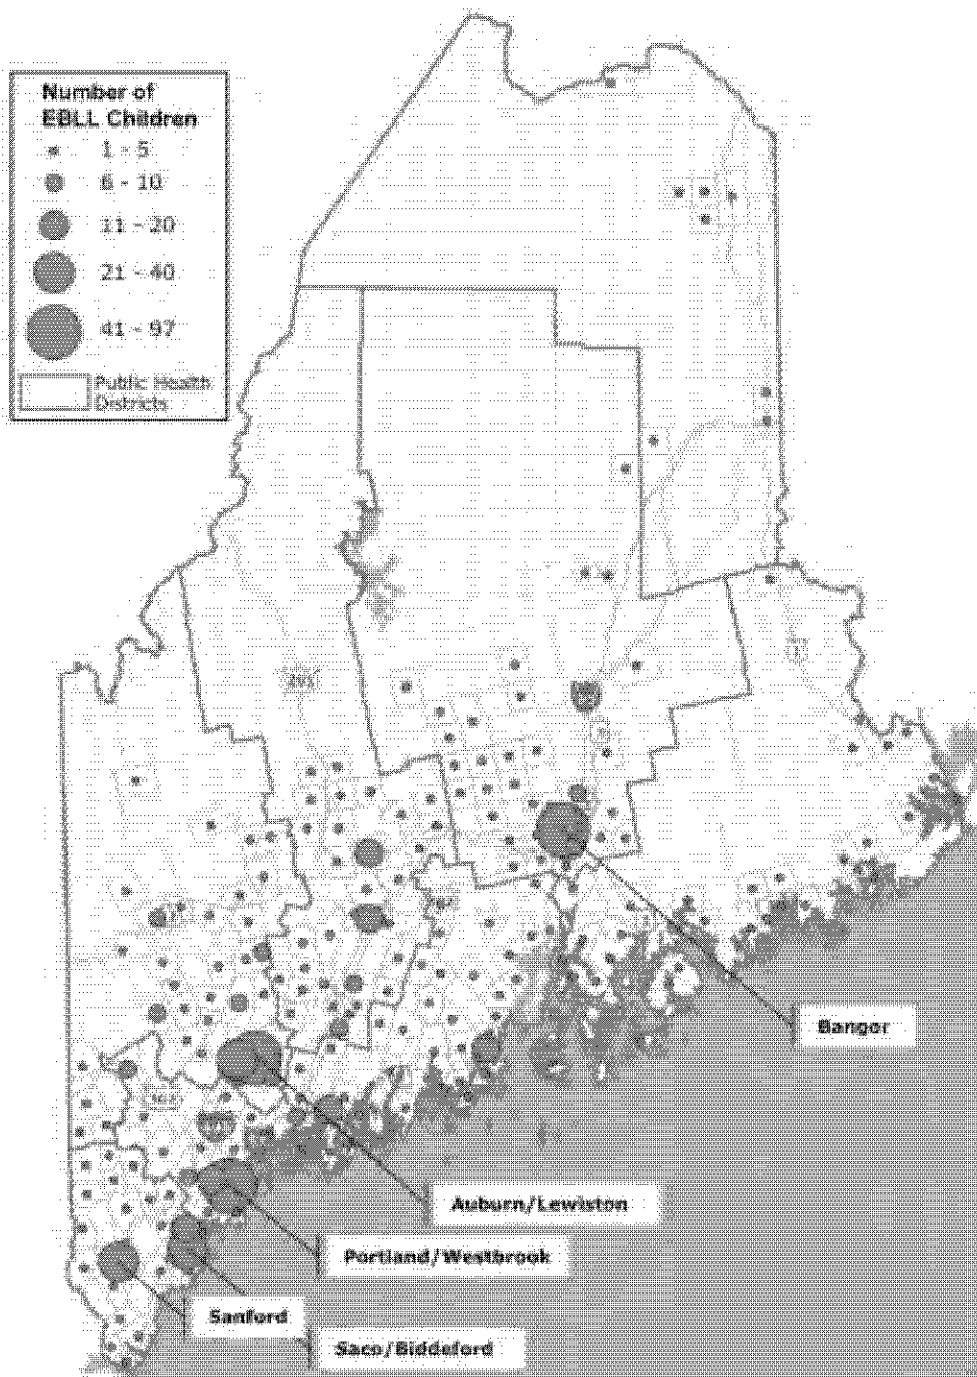 Number of
EBLL Children
1 - 5
6 - 10
11 - 20
21 - 40
41 - 97
Public Health
Districts
1
Bangor
Auburn/Lewiston
Portland/Westbrook
Sanford
Saco/Biddeford